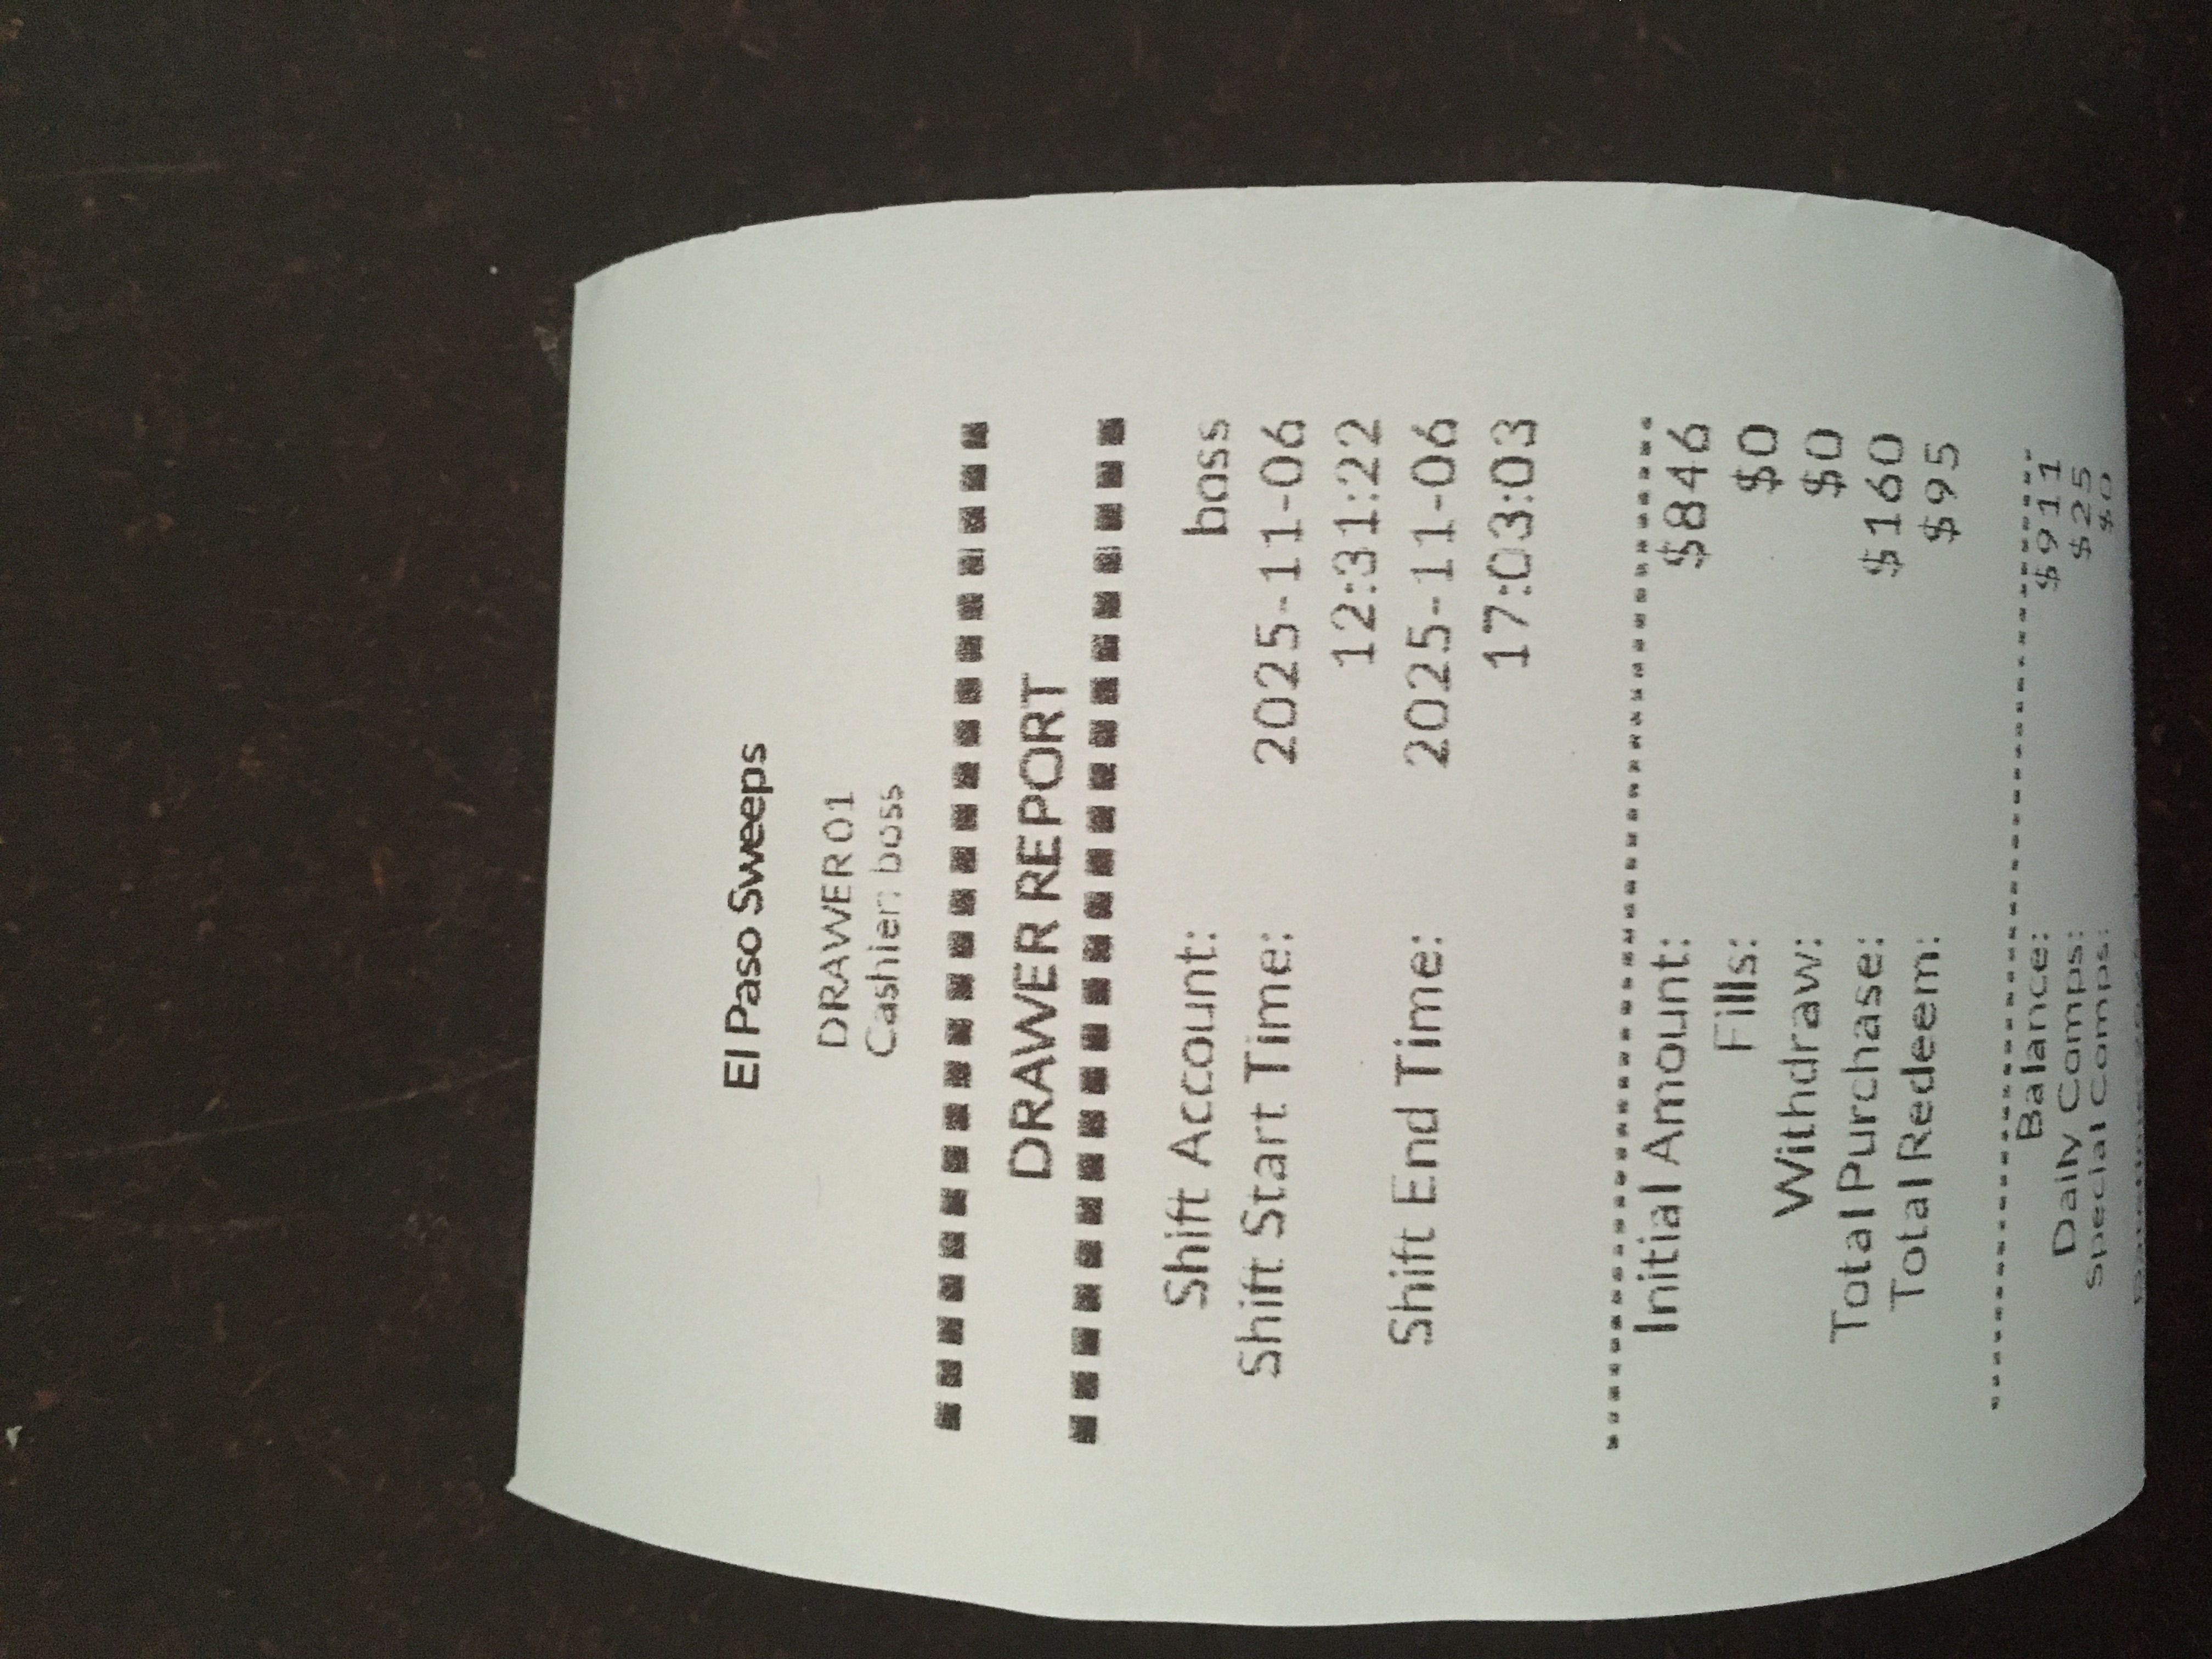 El Paso Sweeps
DRAWER 01
Cashier: boss
DRAWER REPORT
Shift Account: boss
Shift Start Time: 2025-11-06
12:31:22
Shift End Time: 2025-11-06
17:03:03
Initial Amount: $846
Fills: $0
Withdraw: $0
Total Purchase: $160
Total Redeem: $95
Balance: $911
Daily Comps: $25
Special Comps: $0